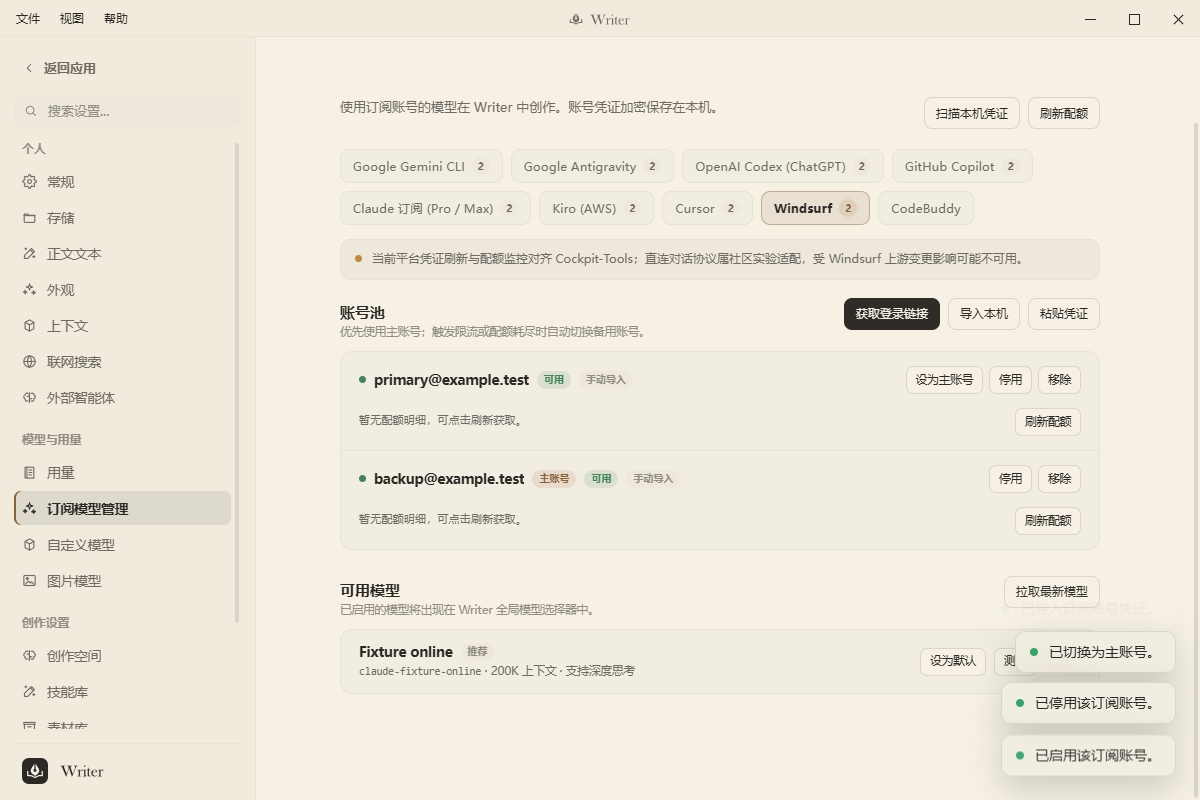 文件 视图 帮助
Writer
返回应用
搜索设置...
个人
常规
存储
正文文本
外观
上下文
联网搜索
外部智能体
模型与用量
用量
订阅模型管理
自定义模型
图片模型
创作设置
创作空间
技能库
素材库
Writer
使用订阅账号的模型在 Writer 中创作。账号凭证加密保存在本机。
扫描本机凭证 刷新配额
Google Gemini CLI 2 Google Antigravity 2 OpenAI Codex (ChatGPT) 2 GitHub Copilot 2
Claude 订阅 (Pro / Max) 2 Kiro (AWS) 2 Cursor 2 Windsurf 2 CodeBuddy
当前平台凭证刷新与配额监控对齐 Cockpit-Tools；直连对话协议属社区实验适配，受 Windsurf 上游变更影响可能不可用。
账号池
优先使用主账号；触发限流或配额耗尽时自动切换备用账号。
获取登录链接 导入本机 粘贴凭证
primary@example.test 可用 手动导入 设为主账号 停用 移除
暂无配额明细，可点击刷新获取。 刷新配额
backup@example.test 主账号 可用 手动导入 停用 移除
暂无配额明细，可点击刷新获取。 刷新配额
可用模型
已启用的模型将出现在 Writer 全局模型选择器中。
拉取最新模型
已导入订阅账号凭证。
Fixture online 推荐
claude-fixture-online · 200K 上下文 · 支持深度思考
设为默认 测
已切换为主账号。
已停用该订阅账号。
已启用该订阅账号。